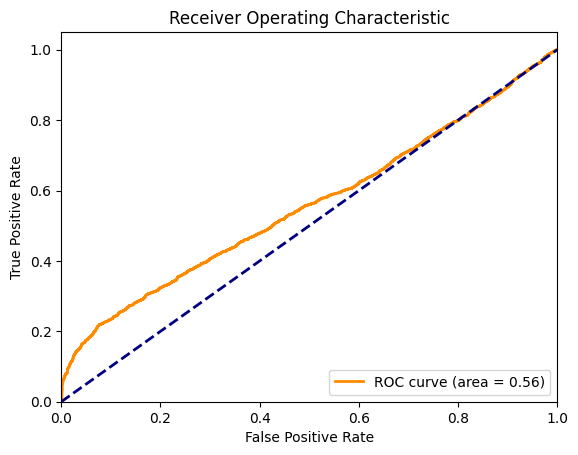 Receiver Operating Characteristic
True Positive Rate
1.0
0.8
0.6
0.4
0.2
0.0
0.0 0.2 0.4 0.6 0.8 1.0
False Positive Rate
ROC curve (area = 0.56)